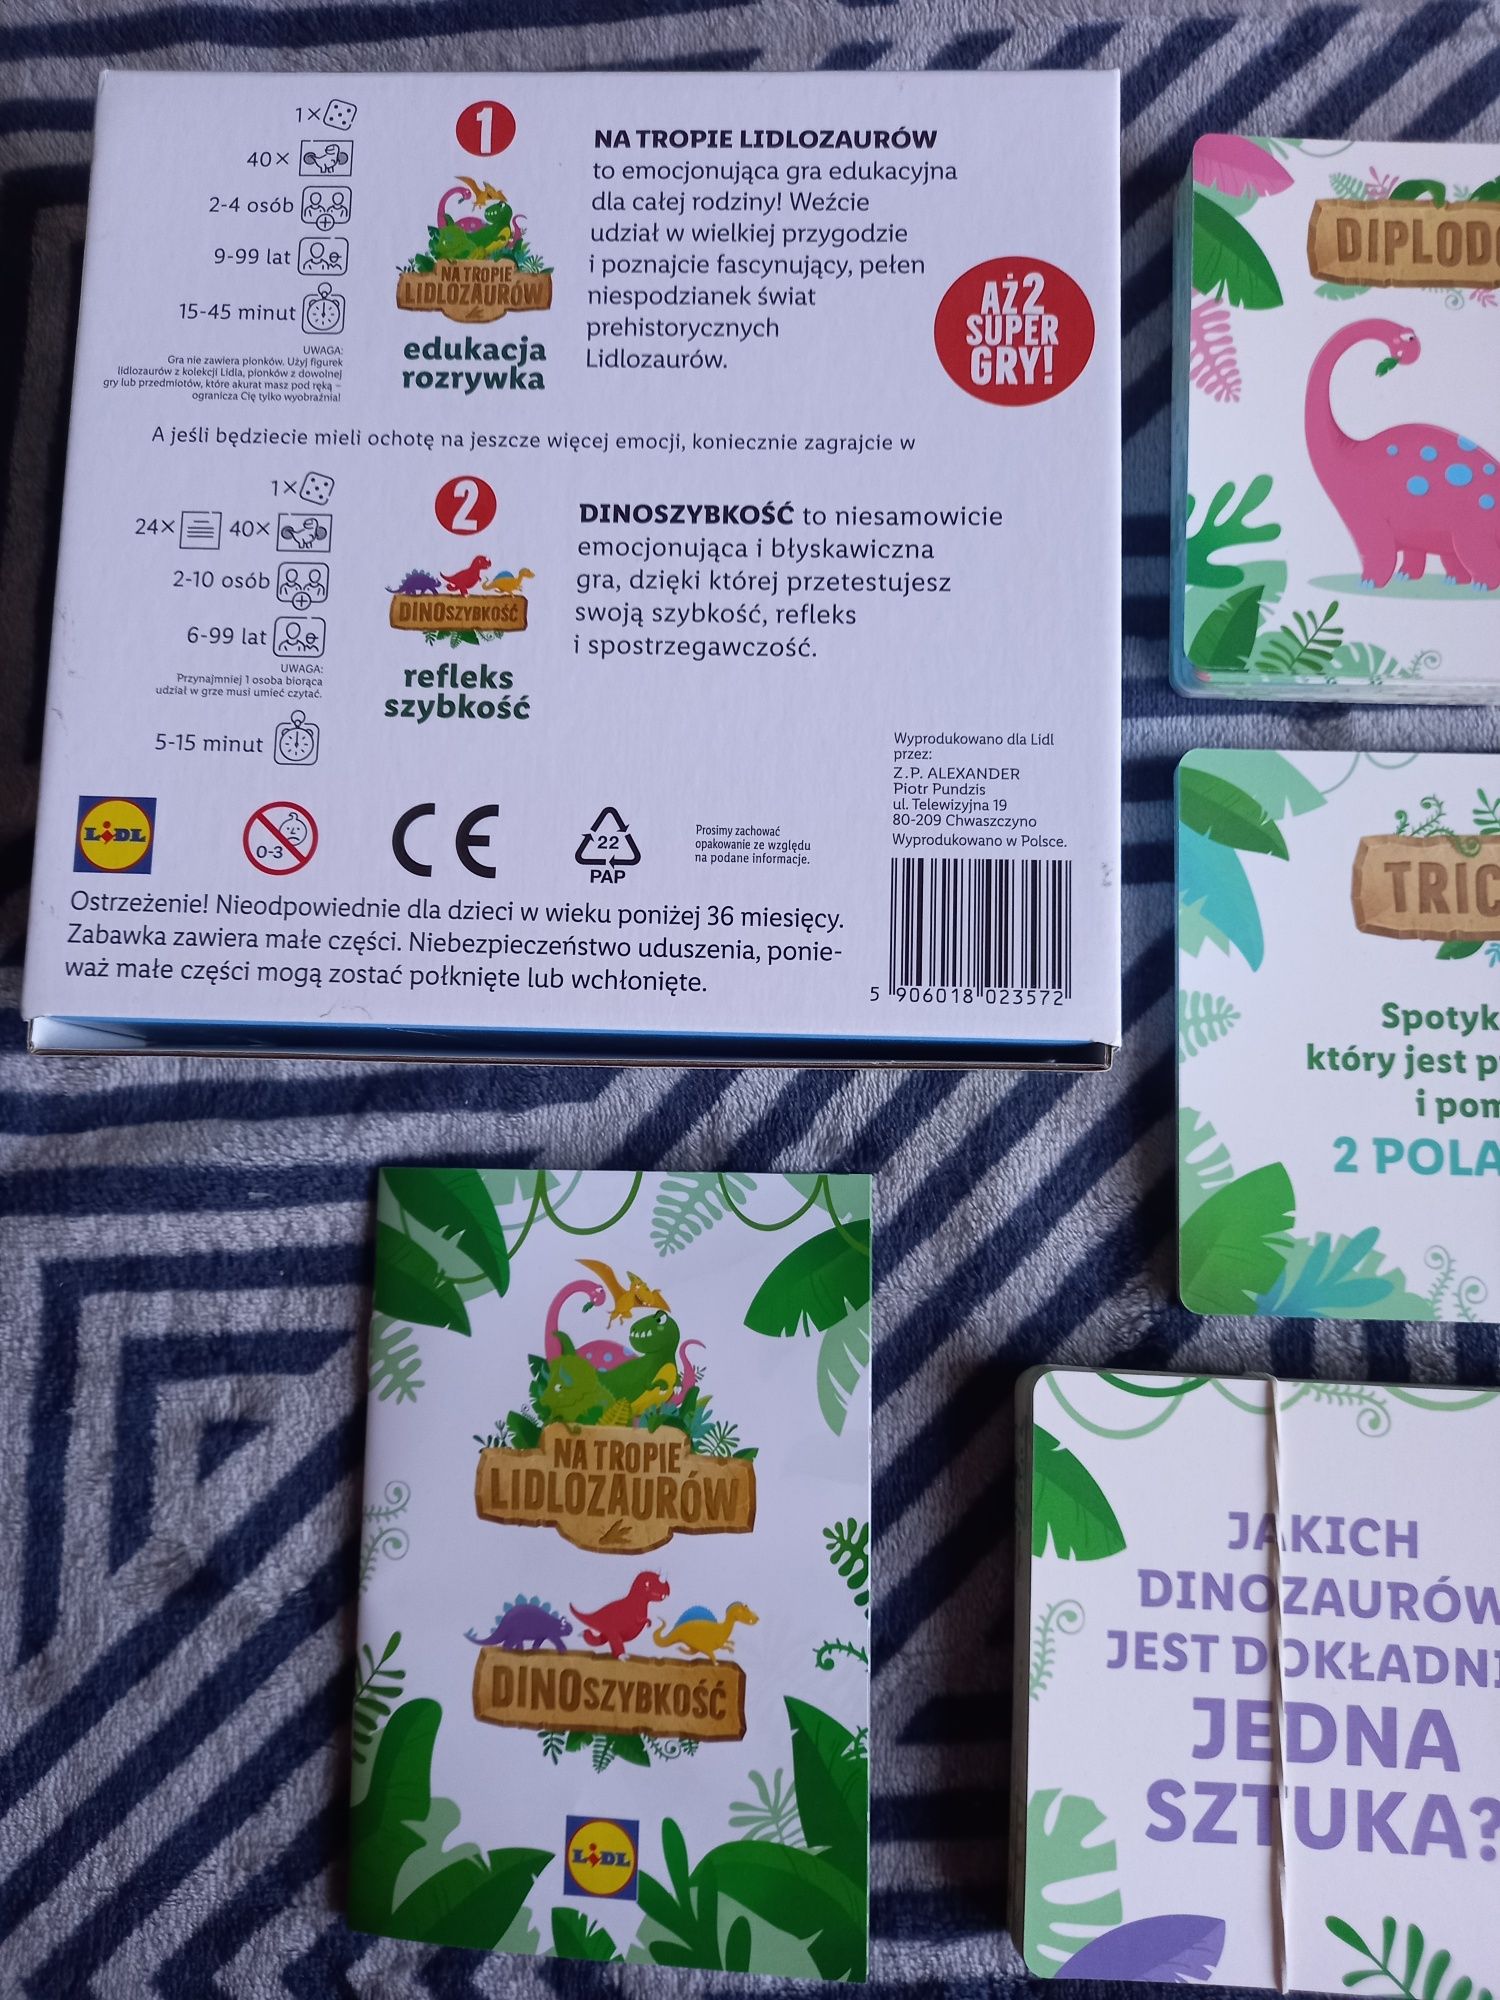 1×
40×
2-4 osób
9-99 lat
15-45 minut
UWAGA:
Gra nie zawiera pionków. Użyj figurek
lidlozaurów z kolekcji Lidla, pionków z dowolnej
gry lub przedmiotów, które akurat masz pod ręką –
ogranicza Cię tylko wyobraźnia!
1
NA TROPIE
LIDLOZAURÓW
edukacja
rozrywka
NA TROPIE LIDLOZAURÓW
to emocjonująca gra edukacyjna
dla całej rodziny! Weźcie
udział w wielkiej przygodzie
i poznajcie fascynujący, pełen
niespodzianek świat
prehistorycznych
Lidlozaurów.
AŻ 2
SUPER
GRY!
A jeśli będziecie mieli ochotę na jeszcze więcej emocji, koniecznie zagrajcie w
1×
24× 40×
2-10 osób
6-99 lat
UWAGA:
Przynajmniej 1 osoba biorąca
udział w grze musi umieć czytać.
5-15 minut
2
DINOSZYBKOŚĆ
refleks
szybkość
DINOSZYBKOŚĆ to niesamowicie
emocjonująca i błyskawiczna
gra, dzięki której przetestujesz
swoją szybkość, refleks
i spostrzegawczość.
Wyprodukowano dla Lidl
przez:
Z.P. ALEXANDER
Piotr Pundzis
ul. Telewizyjna 19
80-209 Chwaszczyno
Wyprodukowano w Polsce.
LIDL
0-3
CE
22
PAP
Prosimy zachować
opakowanie ze względu
na podane informacje.
Ostrzeżenie! Nieodpowiednie dla dzieci w wieku poniżej 36 miesięcy.
Zabawka zawiera małe części. Niebezpieczeństwo uduszenia, ponie-
waż małe części mogą zostać połknięte lub wchłonięte.
5 906018 023572
DIPLODO
TRIC
Spotyk
który jest p
i pom
2 POLA
NA TROPIE
LIDLOZAURÓW
DINOSZYBKOŚĆ
LIDL
JAKICH
DINOZAURÓW
JEST DOKŁADNI
JEDNA
SZTUKA?